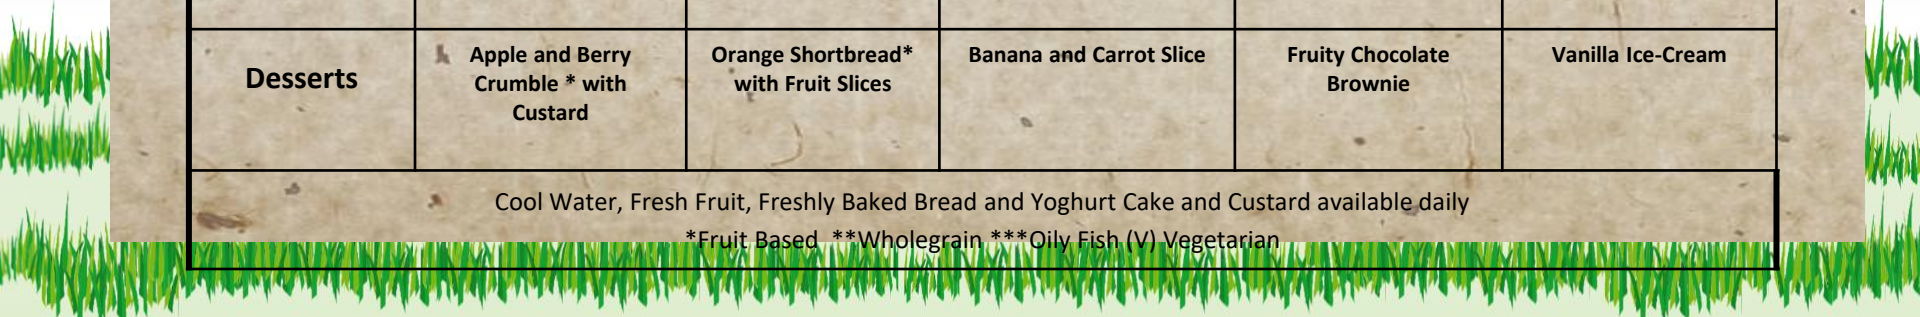 Desserts
Apple and Berry
Crumble * with
Custard
Orange Shortbread*
with Fruit Slices
Banana and Carrot Slice
Fruity Chocolate
Brownie
Vanilla Ice-Cream
Cool Water, Fresh Fruit, Freshly Baked Bread and Yoghurt Cake and Custard available daily
*Fruit Based  **Wholegrain ***Oily Fish (V) Vegetarian